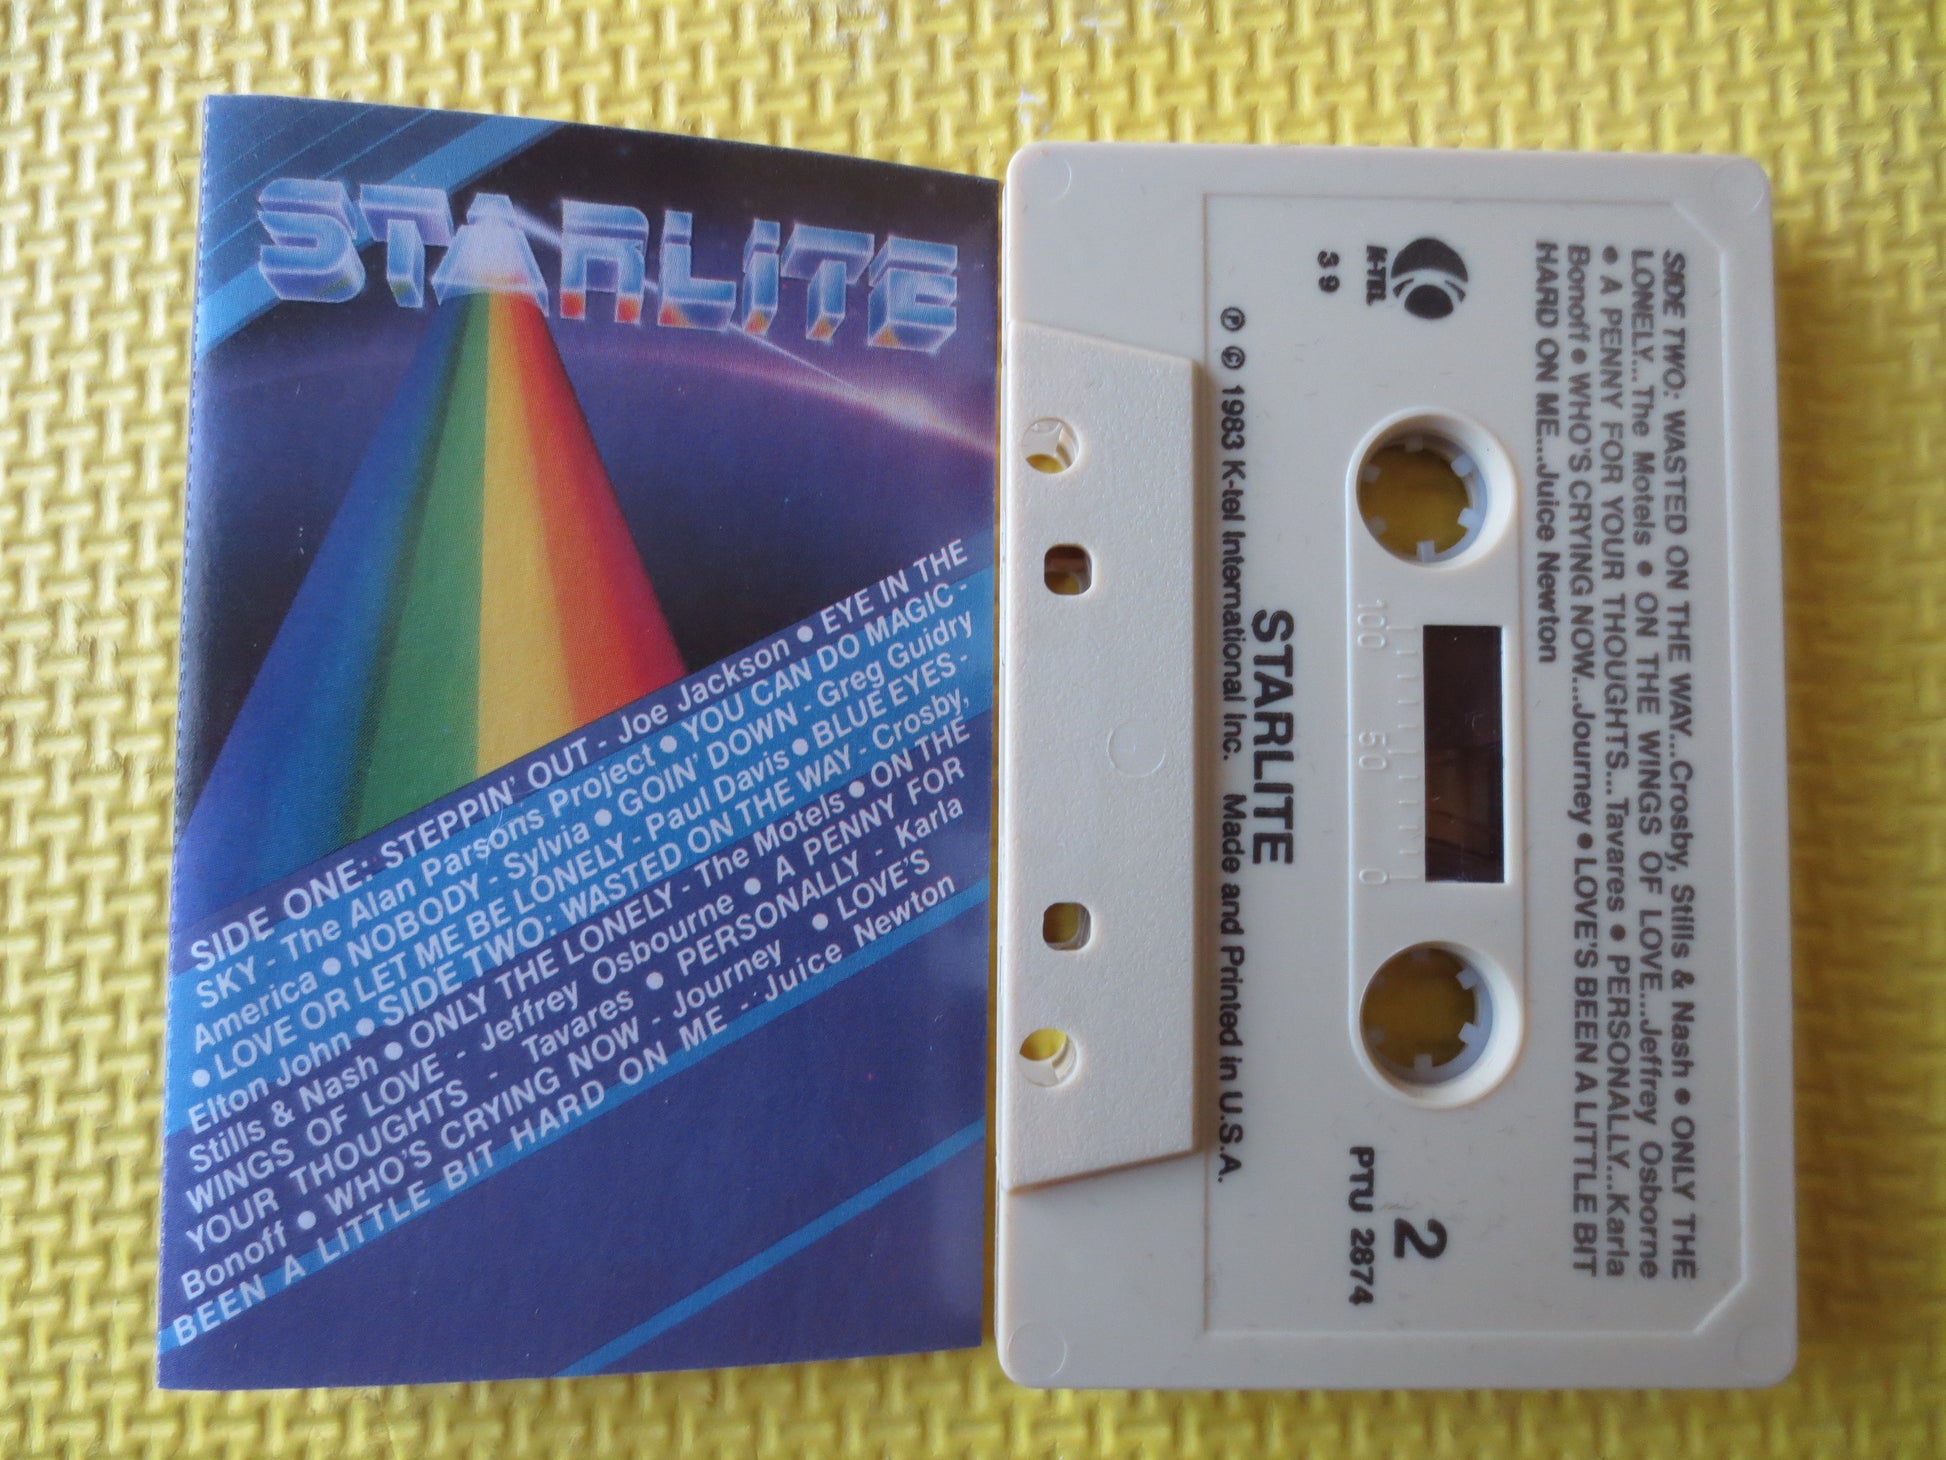 STARLITE
SIDE ONE: STEPPIN' OUT - Joe Jackson • EYE IN THE
SKY - The Alan Parsons Project • YOU CAN DO MAGIC -
America • NOBODY - Sylvia • GOIN' DOWN - Greg Guidry
• LOVE OR LET ME BE LONELY - Paul Davis • BLUE EYES -
Elton John • SIDE TWO: WASTED ON THE WAY - Crosby,
Stills & Nash • ONLY THE LONELY - The Motels • ON THE
WINGS OF LOVE - Jeffrey Osbourne • A PENNY FOR
YOUR THOUGHTS - Tavares • PERSONALLY - Karla
Bonoff • WHO'S CRYING NOW - Journey • LOVE'S
BEEN A LITTLE BIT HARD ON ME - Juice Newton
SIDE TWO: WASTED ON THE WAY...Crosby, Stills & Nash • ONLY THE
LONELY... The Motels • ON THE WINGS OF LOVE...Jeffrey Osborne
• A PENNY FOR YOUR THOUGHTS...Tavares • PERSONALLY...Karla
Bonoff • WHO'S CRYING NOW...Journey • LOVE'S BEEN A LITTLE BIT
HARD ON ME...Juice Newton
K-TEL
39
100 50 0
2
PTU 2874
STARLITE
Ⓟ © 1983 K-tel International Inc. Made and Printed in U.S.A.